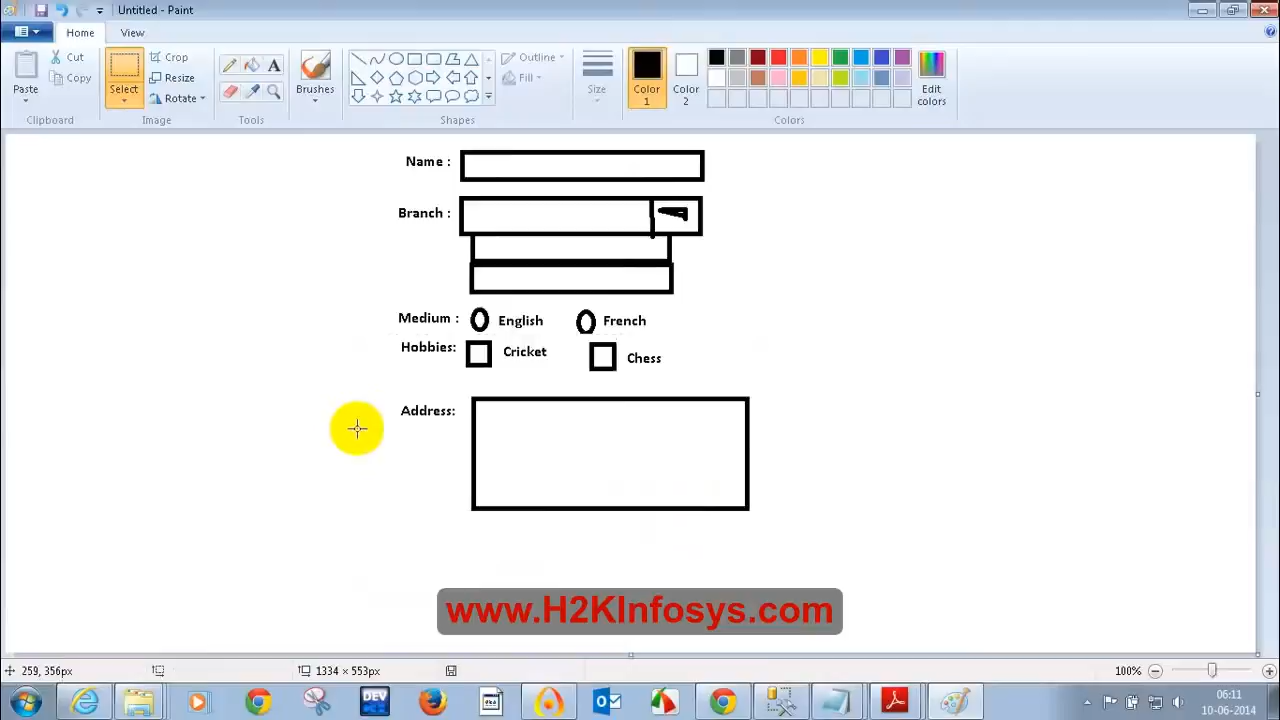 Untitled - Paint
Home View
Paste
Cut
Copy
Clipboard
Select
Crop
Resize
Rotate
Image
A
Tools
Brushes
Outline
Fill
Shapes
Size
Color 1
Color 2
Edit colors
Colors
Name :
Branch :
Medium : English French
Hobbies: Cricket Chess
Address:
www.H2KInfosys.com
259, 356px
1334 × 553px
100%
DEV
06:11
10-06-2014